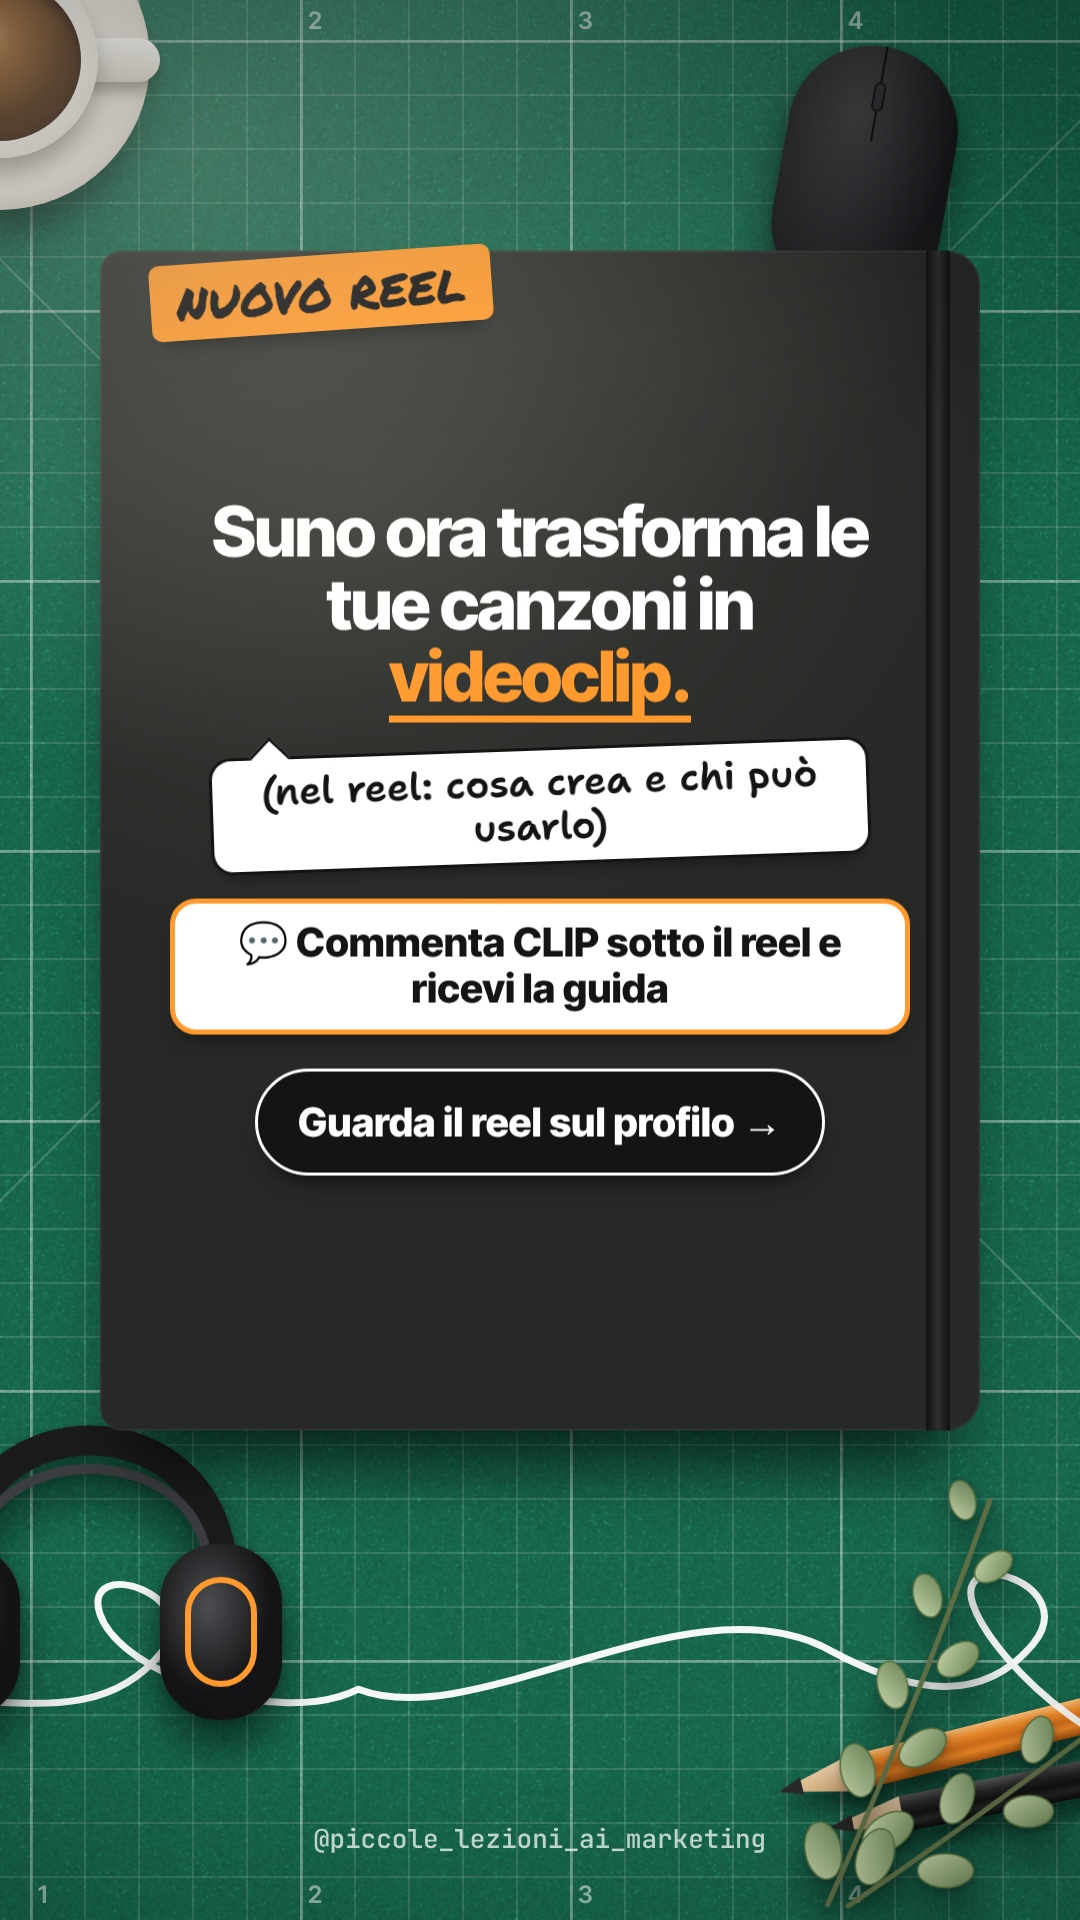 2 3 4
NUOVO REEL
Suno ora trasforma le
tue canzoni in
videoclip.
(nel reel: cosa crea e chi può
usarlo)
💬 Commenta CLIP sotto il reel e
ricevi la guida
Guarda il reel sul profilo →
@piccole_lezioni_ai_marketing
1 2 3 4